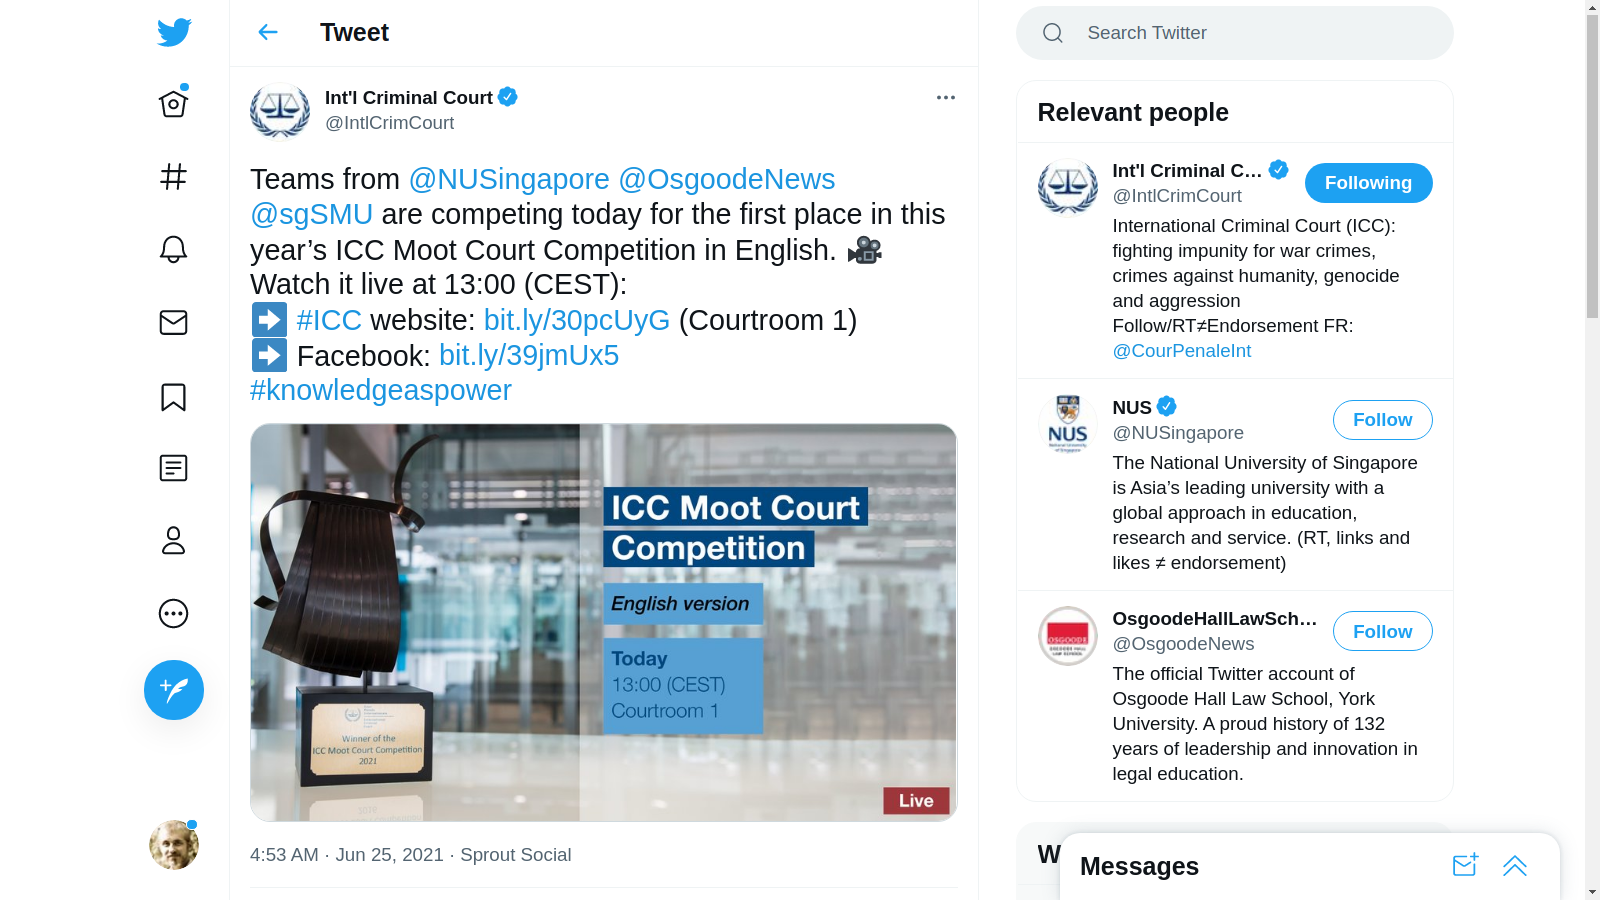 Tweet
Int'l Criminal Court
@IntlCrimCourt
Teams from @NUSingapore @OsgoodeNews
@sgSMU are competing today for the first place in this
year’s ICC Moot Court Competition in English.
Watch it live at 13:00 (CEST):
#ICC website: bit.ly/30pcUyG (Courtroom 1)
Facebook: bit.ly/39jmUx5
#knowledgeaspower
ICC Moot Court
Competition
English version
Today
13:00 (CEST)
Courtroom 1
Winner of the
ICC Moot Court Competition
2021
Live
4:53 AM · Jun 25, 2021 · Sprout Social
Search Twitter
Relevant people
Int'l Criminal C...
@IntlCrimCourt
Following
International Criminal Court (ICC):
fighting impunity for war crimes,
crimes against humanity, genocide
and aggression
Follow/RT≠Endorsement FR:
@CourPenaleInt
NUS
NUS
@NUSingapore
Follow
The National University of Singapore
is Asia’s leading university with a
global approach in education,
research and service. (RT, links and
likes ≠ endorsement)
OSGOODE
OSGOODE HALL
LAW SCHOOL
OsgoodeHallLawSch...
@OsgoodeNews
Follow
The official Twitter account of
Osgoode Hall Law School, York
University. A proud history of 132
years of leadership and innovation in
legal education.
Messages